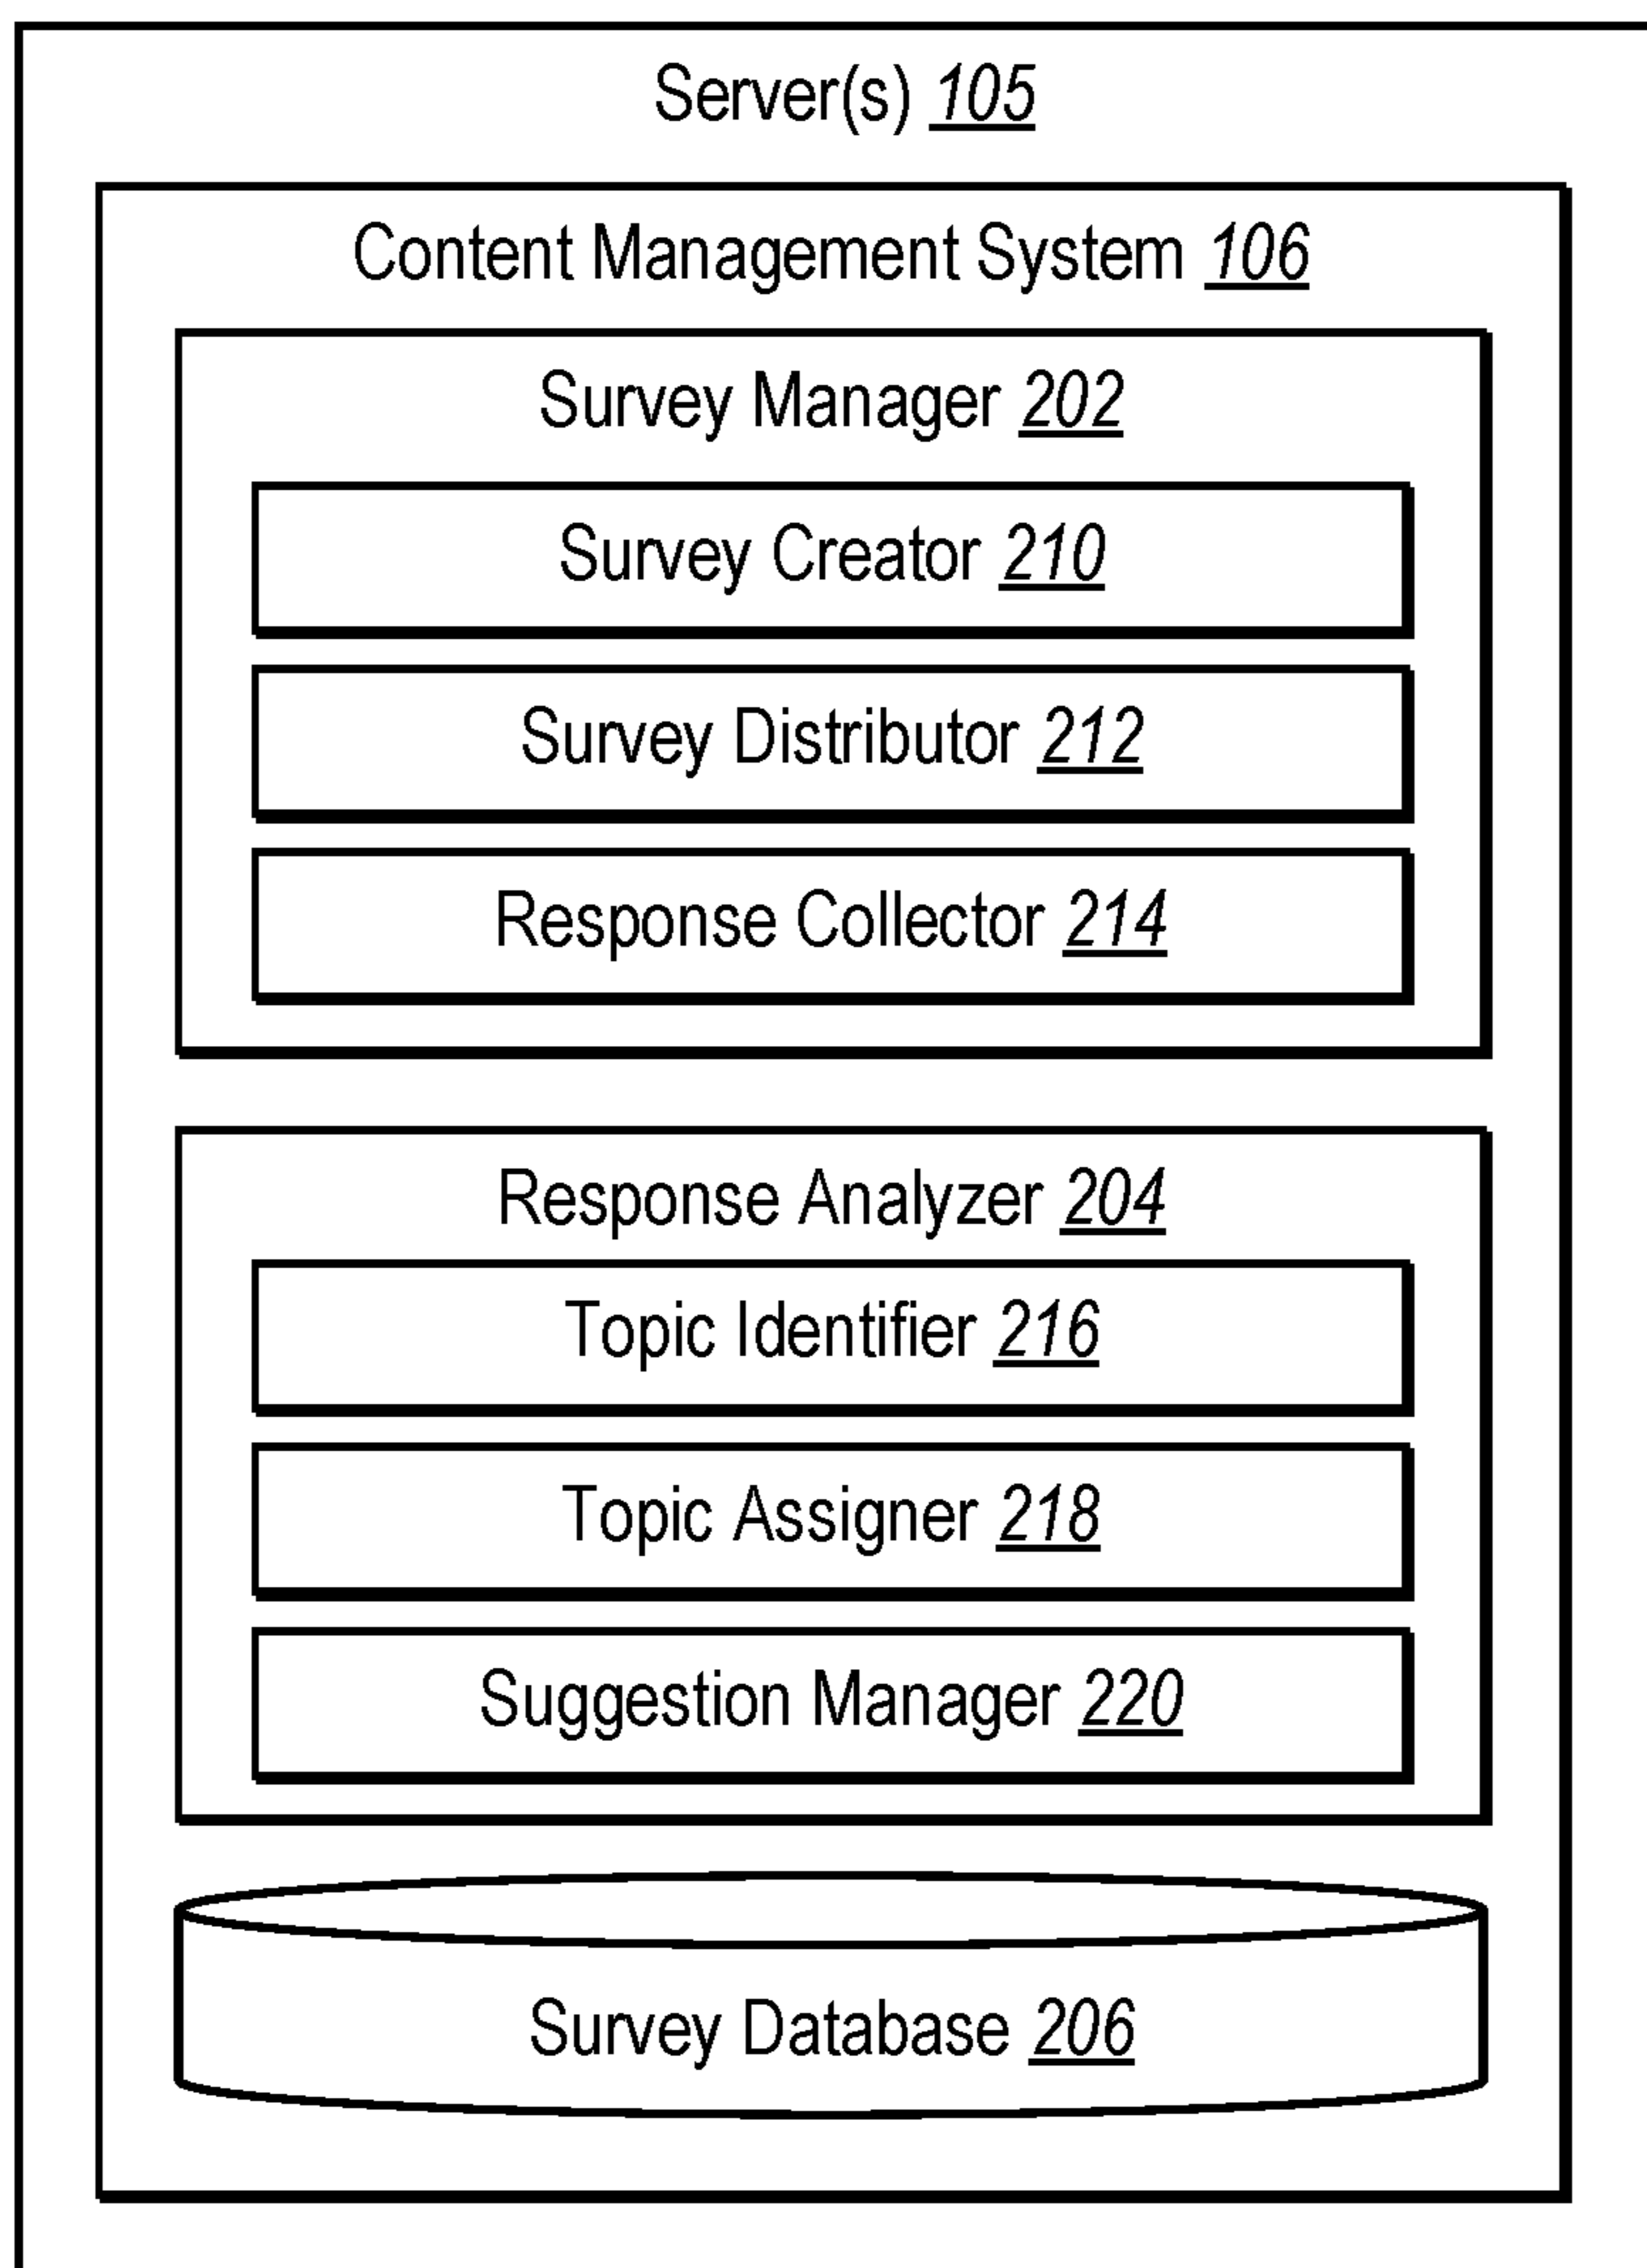 Server(s) 105
Content Management System 106
Survey Manager 202
Survey Creator 210
Survey Distributor 212
Response Collector 214
Response Analyzer 204
Topic Identifier 216
Topic Assigner 218
Suggestion Manager 220
Survey Database 206